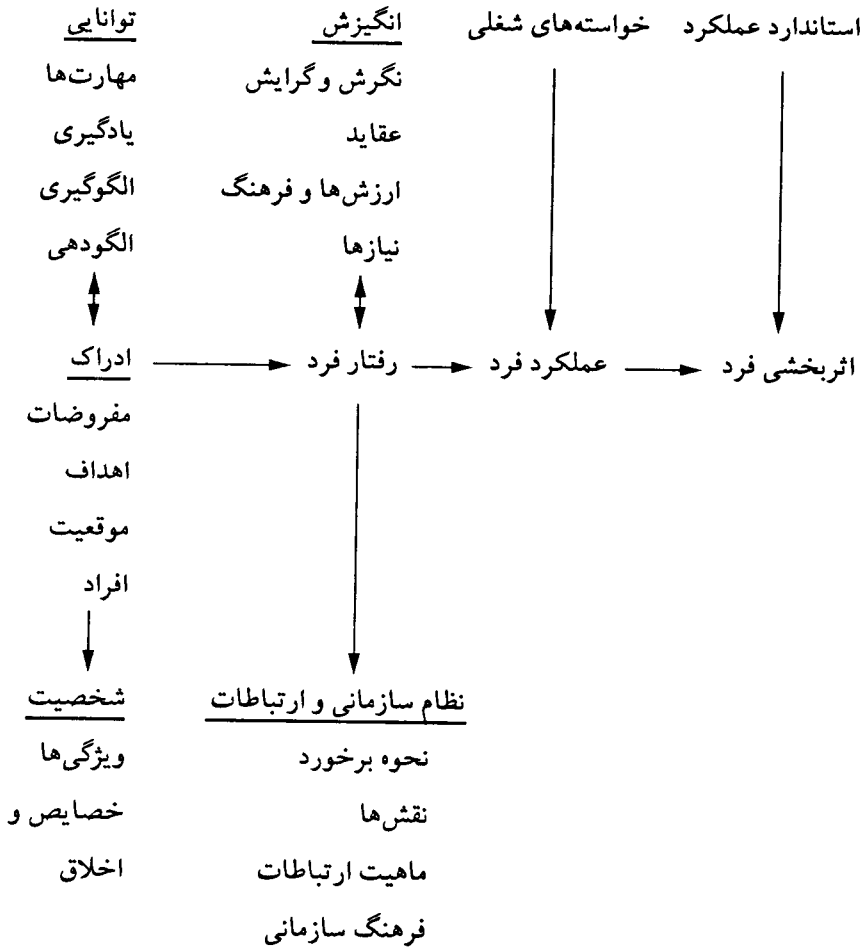 توانایی
مهارت‌ها
یادگیری
الگوگیری
الگودهی
انگیزش
نگرش و گرایش
عقاید
ارزش‌ها و فرهنگ
نیازها
خواسته‌های شغلی
استاندارد عملکرد
ادراک
مفروضات
اهداف
موقعیت
افراد
رفتار فرد
عملکرد فرد
اثربخشی فرد
شخصیت
ویژگی‌ها
خصایص و
اخلاق
نظام سازمانی و ارتباطات
نحوه برخورد
نقش‌ها
ماهیت ارتباطات
فرهنگ سازمانی